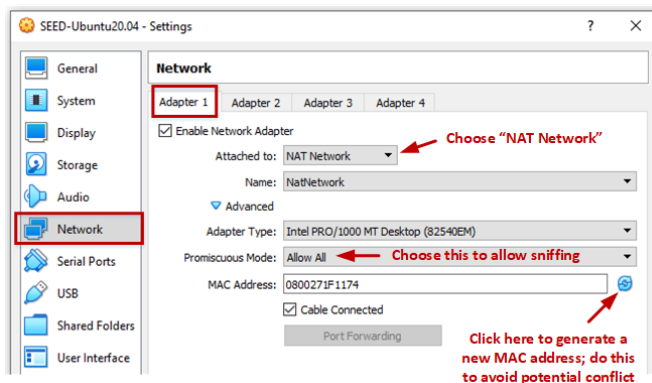 SEED-Ubuntu20.04 - Settings
?
General
System
Display
Storage
Audio
Network
Serial Ports
USB
Shared Folders
User Interface
Network
Adapter 1 Adapter 2 Adapter 3 Adapter 4
Enable Network Adapter
Attached to: NAT Network
Choose “NAT Network”
Name: NatNetwork
Advanced
Adapter Type: Intel PRO/1000 MT Desktop (82540EM)
Promiscuous Mode: Allow All
Choose this to allow sniffing
MAC Address: 0800271F1174
Cable Connected
Port Forwarding
Click here to generate a
new MAC address; do this
to avoid potential conflict